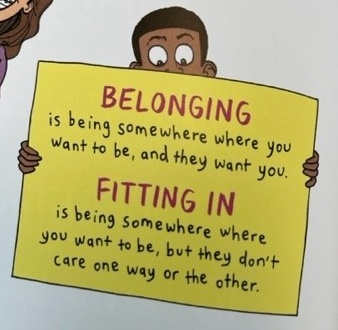 BELONGING
is being somewhere where you
want to be, and they want you.
FITTING IN
is being somewhere where
you want to be, but they don't
care one way or the other.